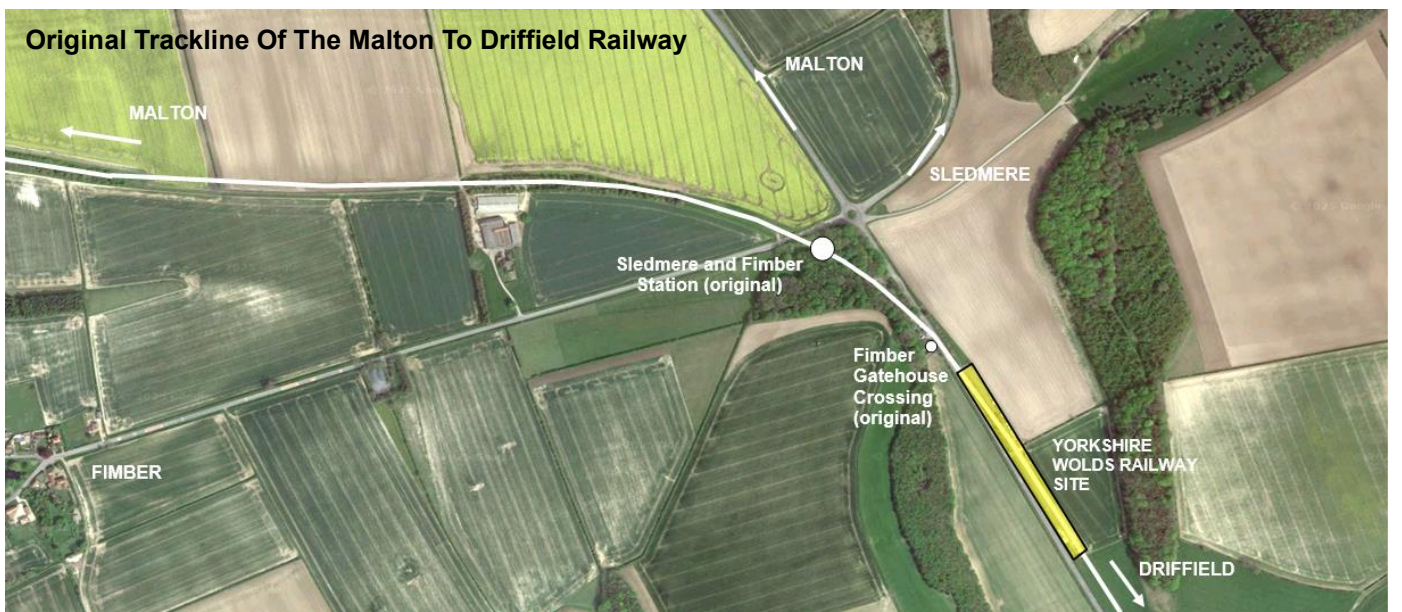 Original Trackline Of The Malton To Driffield Railway
MALTON
MALTON
SLEDMERE
Sledmere and Fimber
Station (original)
Fimber
Gatehouse
Crossing
(original)
YORKSHIRE
WOLDS RAILWAY
SITE
FIMBER
DRIFFIELD